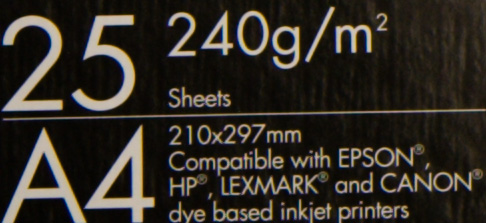 25 240g/m²
Sheets
A4 210x297mm
Compatible with EPSON®,
HP®, LEXMARK® and CANON®
dye based inkjet printers